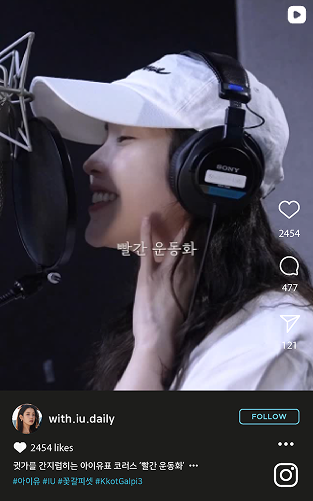 SONY
빨간 운동화
2454
477
121
with.iu.daily
FOLLOW
2454 likes
귓가를 간지럽히는 아이유표 코러스 '빨간 운동화' •••
#아이유 #IU #꽃갈피셋 #KkotGalpi3